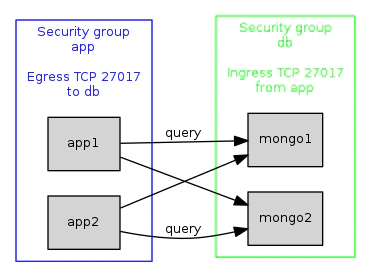 Security group
app
Egress TCP 27017
to db
app1
app2
query
query
Security group
db
Ingress TCP 27017
from app
mongo1
mongo2